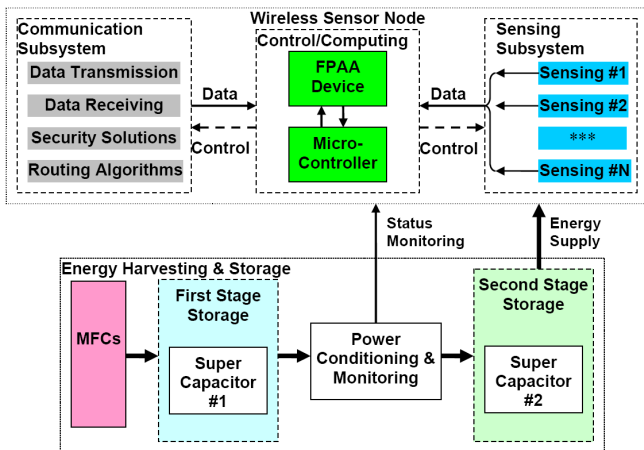 Wireless Sensor Node
Communication
Subsystem
Data Transmission
Data Receiving
Security Solutions
Routing Algorithms
Data
Control
Control/Computing
FPAA
Device
Micro-
Controller
Data
Control
Sensing
Subsystem
Sensing #1
Sensing #2
***
Sensing #N
Status
Monitoring
Energy
Supply
Energy Harvesting & Storage
MFCs
First Stage
Storage
Super
Capacitor
#1
Power
Conditioning &
Monitoring
Second Stage
Storage
Super
Capacitor
#2